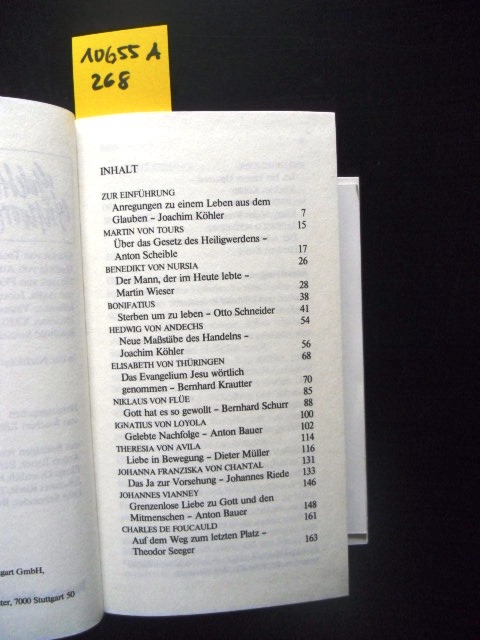 10655 A
268
INHALT
ZUR EINFÜHRUNG
Anregungen zu einem Leben aus dem
Glauben – Joachim Köhler 7
MARTIN VON TOURS 15
Über das Gesetz des Heiligwerdens –
Anton Scheible 17
BENEDIKT VON NURSIA 26
Der Mann, der im Heute lebte –
Martin Wieser 28
BONIFATIUS 38
Sterben um zu leben – Otto Schneider 41
HEDWIG VON ANDECHS 54
Neue Maßstäbe des Handelns –
Joachim Köhler 56
ELISABETH VON THÜRINGEN 68
Das Evangelium Jesu wörtlich
genommen – Bernhard Krautter 70
NIKLAUS VON FLÜE 85
Gott hat es so gewollt – Bernhard Schurr 88
IGNATIUS VON LOYOLA 100
Gelebte Nachfolge – Anton Bauer 102
THERESIA VON AVILA 114
Liebe in Bewegung – Dieter Müller 116
JOHANNA FRANZISKA VON CHANTAL 131
Das Ja zur Vorsehung – Johannes Riede 133
JOHANNES VIANNEY 146
Grenzenlose Liebe zu Gott und den
Mitmenschen – Anton Bauer 148
CHARLES DE FOUCAULD 161
Auf dem Weg zum letzten Platz –
Theodor Seeger 163
gart GmbH,
ter, 7000 Stuttgart 50